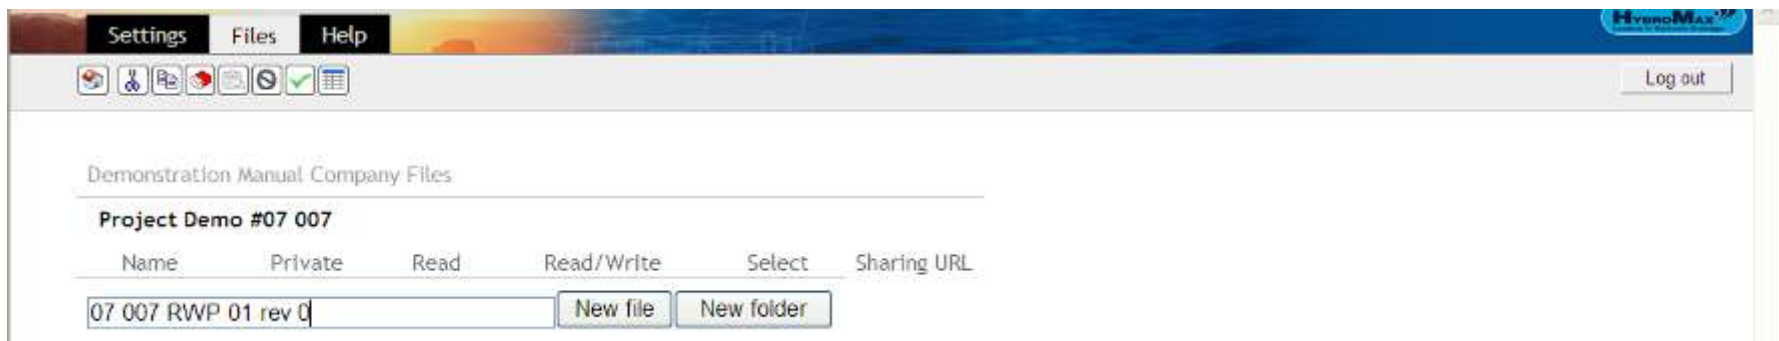 HYDROMAX
Settings Files Help
Log out
Demonstration Manual Company Files
Project Demo #07 007
Name Private Read Read/Write Select Sharing URL
07 007 RWP 01 rev 0 New file New folder